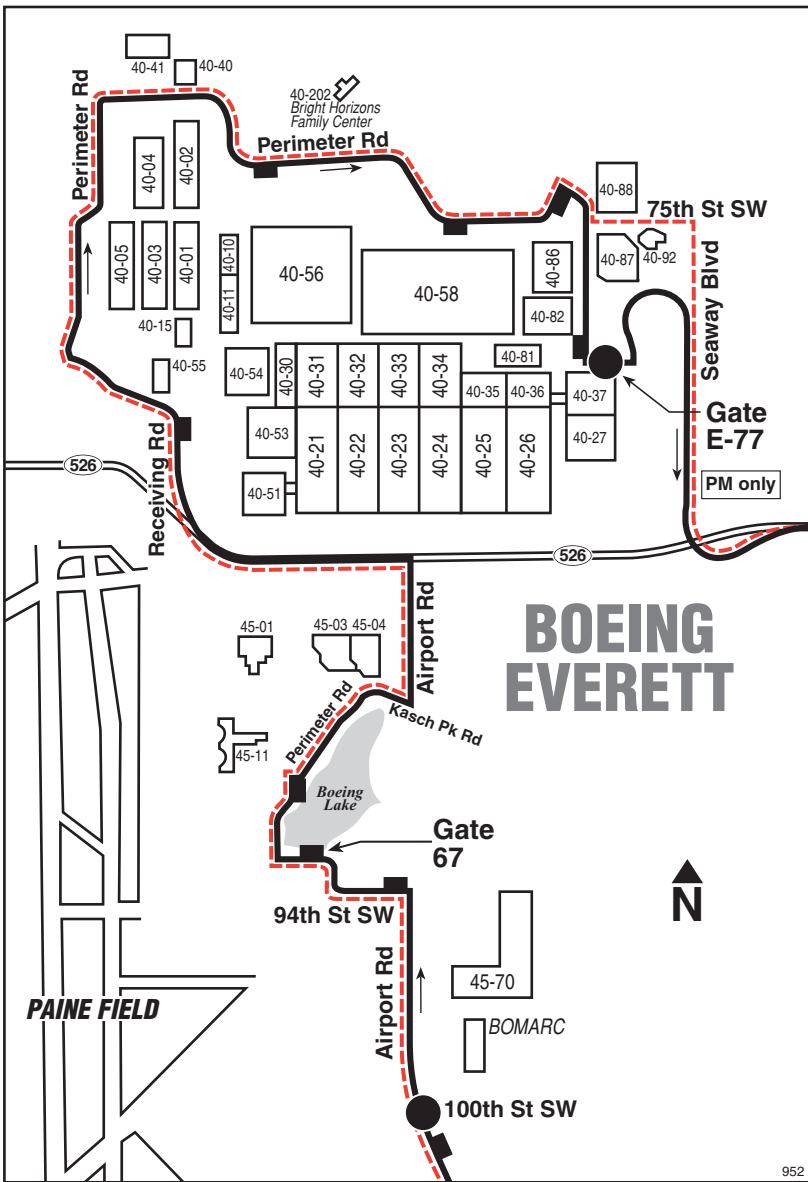 40-41
40-40
40-202
Bright Horizons
Family Center
Perimeter Rd
Perimeter Rd
40-04
40-02
40-88
75th St SW
40-05
40-03
40-01
40-10
40-11
40-56
40-58
40-86
40-87
40-92
40-82
Seaway Blvd
40-15
40-55
40-54
40-30
40-31
40-32
40-33
40-34
40-81
40-35
40-36
40-37
Gate
E-77
40-53
40-21
40-22
40-23
40-24
40-25
40-26
40-27
526
Receiving Rd
40-51
PM only
526
Airport Rd
BOEING
EVERETT
45-01
45-03
45-04
Perimeter Rd
Kasch Pk Rd
45-11
Boeing
Lake
Gate
67
N
94th St SW
Airport Rd
45-70
PAINE FIELD
BOMARC
100th St SW
952